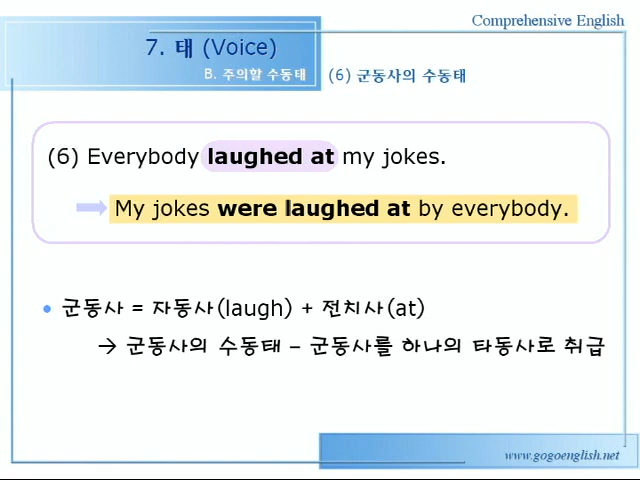 Comprehensive English
7. 태 (Voice)
B. 주의할 수동태 (6) 군동사의 수동태
(6) Everybody laughed at my jokes.
My jokes were laughed at by everybody.
• 군동사 = 자동사(laugh) + 전치사(at)
→ 군동사의 수동태 – 군동사를 하나의 타동사로 취급
www.gogoenglish.net